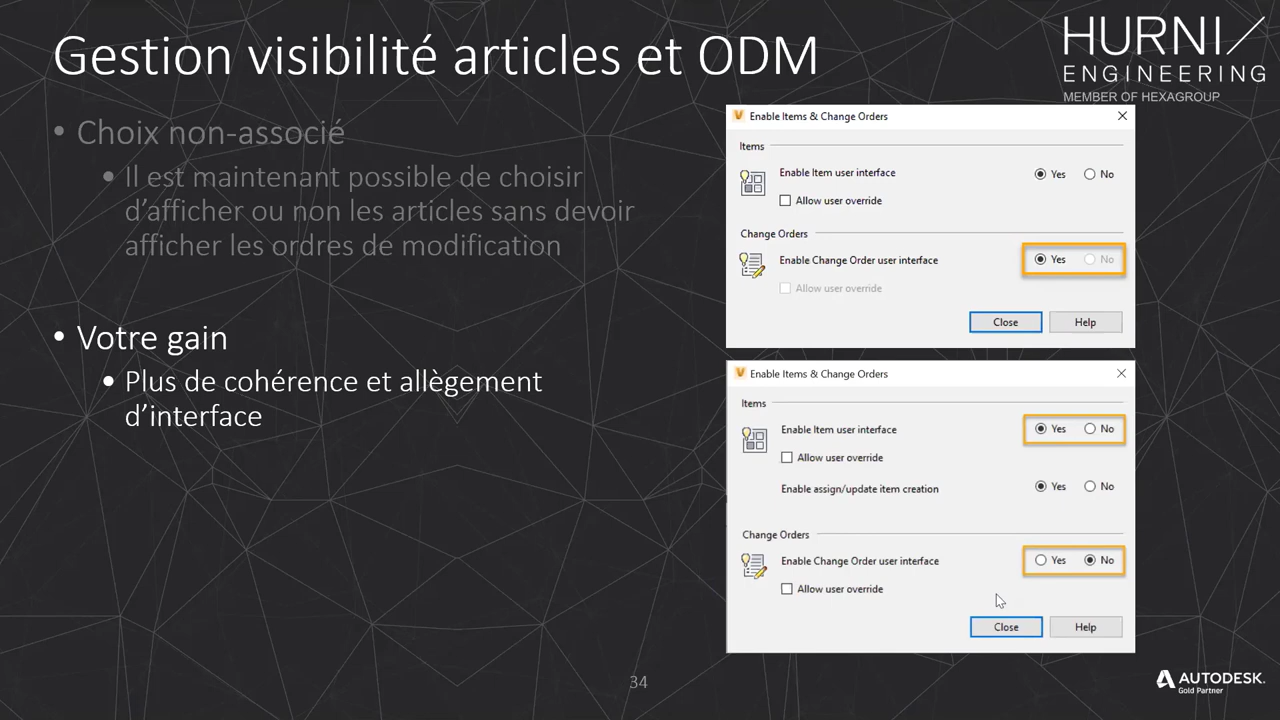 Gestion visibilité articles et ODM
HURNI
ENGINEERING
MEMBER OF HEXAGROUP
• Choix non-associé
• Il est maintenant possible de choisir
d’afficher ou non les articles sans devoir
afficher les ordres de modification
• Votre gain
• Plus de cohérence et allègement
d’interface
Enable Items & Change Orders
Items
Enable Item user interface Yes No
Allow user override
Change Orders
Enable Change Order user interface Yes No
Allow user override
Close Help
Enable Items & Change Orders
Items
Enable Item user interface Yes No
Allow user override
Enable assign/update item creation Yes No
Change Orders
Enable Change Order user interface Yes No
Allow user override
Close Help
34
AUTODESK.
Gold Partner